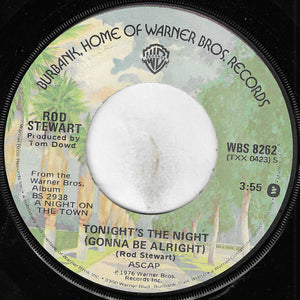 BURBANK, HOME OF WARNER BROS. RECORDS
WB
ROD
STEWART
Produced by
Tom Dowd
From the
Warner Bros.
Album
BS 2938
A NIGHT ON
THE TOWN
WBS 8262
(TXX 0423) S
3:55
TONIGHT'S THE NIGHT
(GONNA BE ALRIGHT)
(Rod Stewart)
ASCAP
℗ 1976 Warner Bros.
Records Inc.